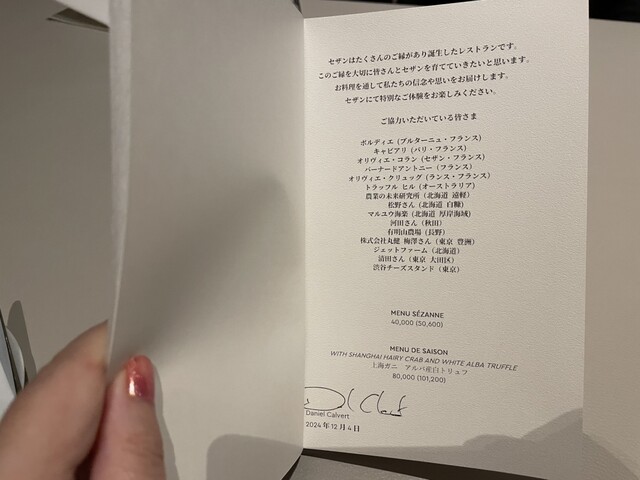 セザンはたくさんのご縁があり誕生したレストランです。
このご縁を大切に皆さんとセザンを育てていきたいと思います。
お料理を通して私たちの信念や思いをお届けします。
セザンにて特別なご体験をお楽しみください。
ご協力いただいている皆さま
ボルディエ (ブルターニュ・フランス)
キャビアリ (パリ・フランス)
オリヴィエ・コラン (セザン・フランス)
バーナードアントニー (フランス)
オリヴィエ・クリュッグ (ランス・フランス)
トラッフル ヒル (オーストラリア)
農業の未来研究所 (北海道 遠軽)
松野さん (北海道 白糠)
マルユウ海楽 (北海道 厚岸海域)
河田さん (秋田)
有明山農場 (長野)
株式会社丸健 梅澤さん (東京 豊洲)
ジェットファーム (北海道)
須田さん (東京 大田区)
渋谷チーズスタンド (東京)
MENU SÉZANNE
40,000 (50,600)
MENU DE SAISON
WITH SHANGHAI HAIRY CRAB AND WHITE ALBA TRUFFLE
上海ガニ アルバ産白トリュフ
80,000 (101,200)
Daniel Calvert
2024年12月4日